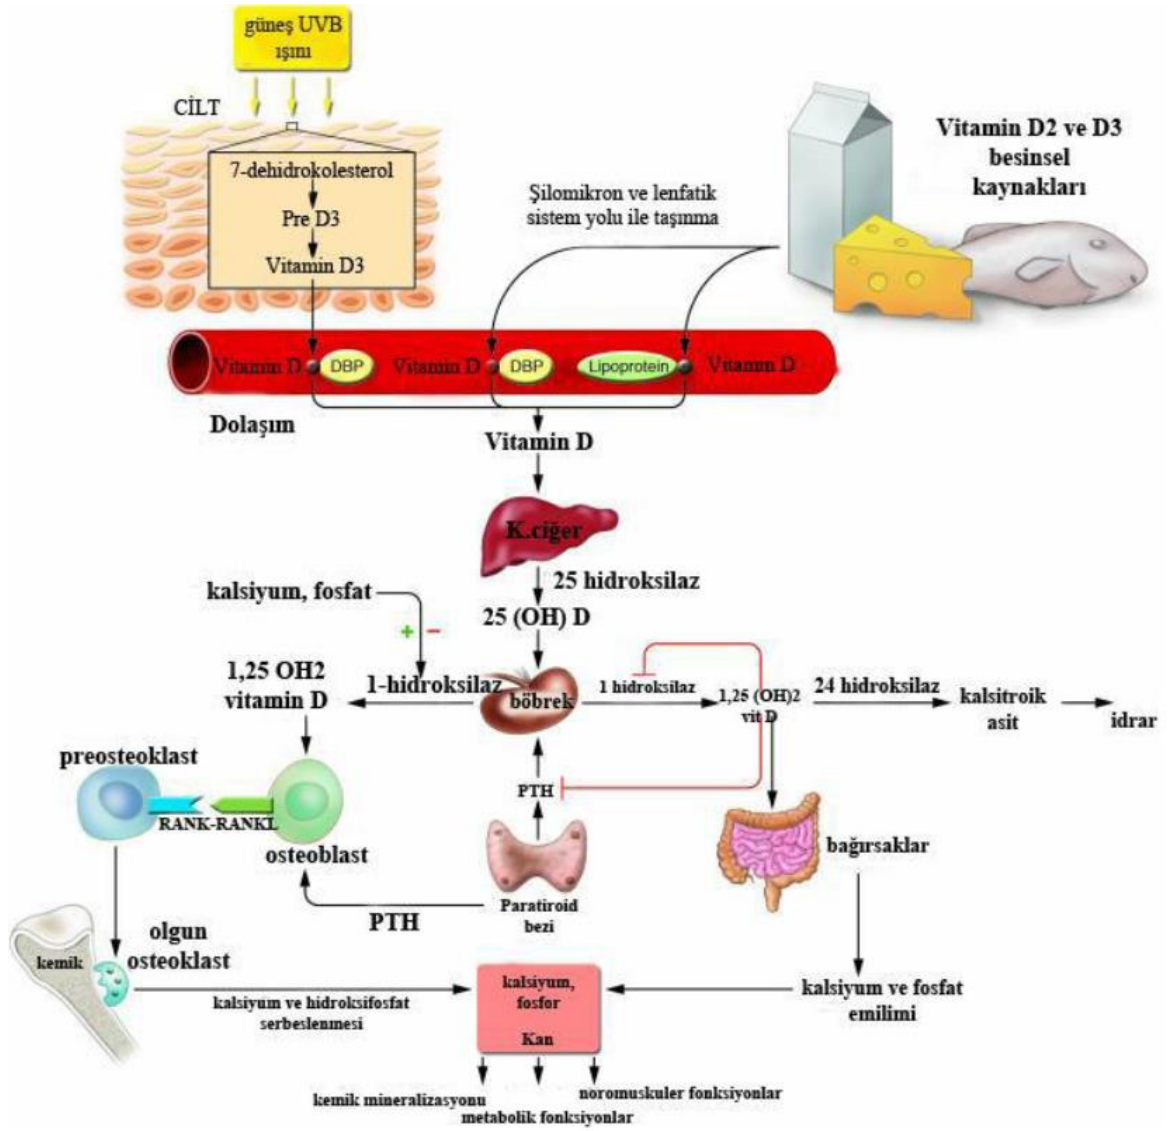 güneş UVB
ışını
CİLT
7-dehidrokolesterol
Pre D3
Vitamin D3
Şilomikron ve lenfatik
sistem yolu ile taşınma
Vitamin D2 ve D3
besinsel
kaynakları
Vitamin D DBP Vitamin D DBP Lipoprotein Vitamin D
Dolaşım
Vitamin D
K.ciğer
25 hidroksilaz
25 (OH) D
kalsiyum, fosfat
+ −
1,25 OH2
vitamin D
1-hidroksilaz
böbrek
1 hidroksilaz
1,25 (OH)2
vit D
24 hidroksilaz
kalsitroik
asit
idrar
preosteoklast
RANK-RANKL
osteoblast
PTH
Paratiroid
bezi
PTH
bağırsaklar
kemik
olgun
osteoklast
kalsiyum ve hidroksifosfat
serbeslenmesi
kalsiyum,
fosfor
Kan
kalsiyum ve fosfat
emilimi
kemik mineralizasyonu
metabolik fonksiyonlar
noromuskuler fonksiyonlar